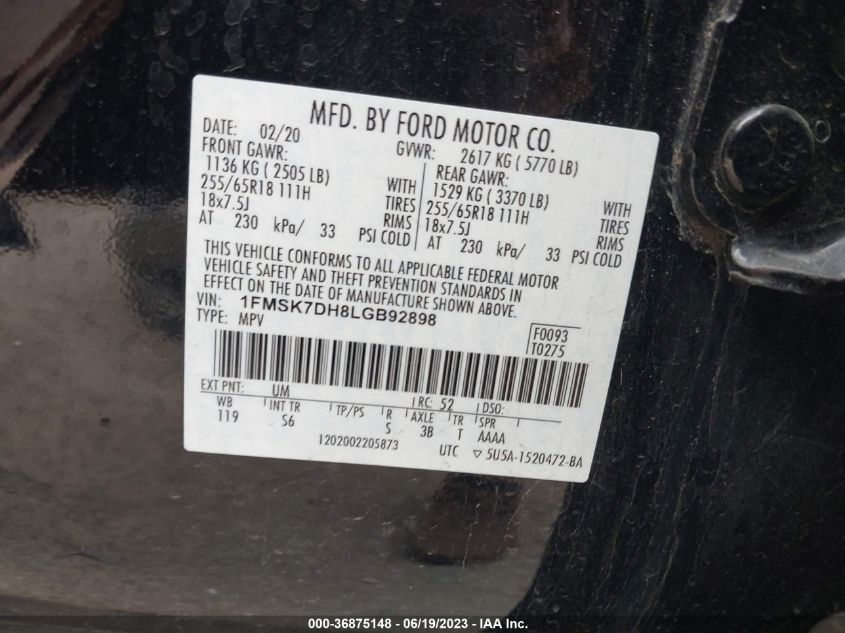 MFD. BY FORD MOTOR CO.
DATE: 02/20 GVWR: 2617 KG ( 5770 LB)
FRONT GAWR: REAR GAWR:
1136 KG ( 2505 LB) WITH 1529 KG ( 3370 LB) WITH
255/65R18 111H TIRES 255/65R18 111H TIRES
18x7.5J RIMS 18x7.5J RIMS
AT 230 kPa/ 33 PSI COLD AT 230 kPa/ 33 PSI COLD
THIS VEHICLE CONFORMS TO ALL APPLICABLE FEDERAL MOTOR
VEHICLE SAFETY AND THEFT PREVENTION STANDARDS IN
EFFECT ON THE DATE OF MANUFACTURE SHOWN ABOVE.
VIN: 1FMSK7DH8LGB92898
TYPE: MPV
F0093
T0275
EXT PNT: UM RC: 52 DSO:
WB INT TR TP/PS R AXLE TR SPR
119 S6 S 3B T AAAA
1202002205873 UTC ▽ 5U5A-1520472-BA
000-36875148 - 06/19/2023 - IAA Inc.